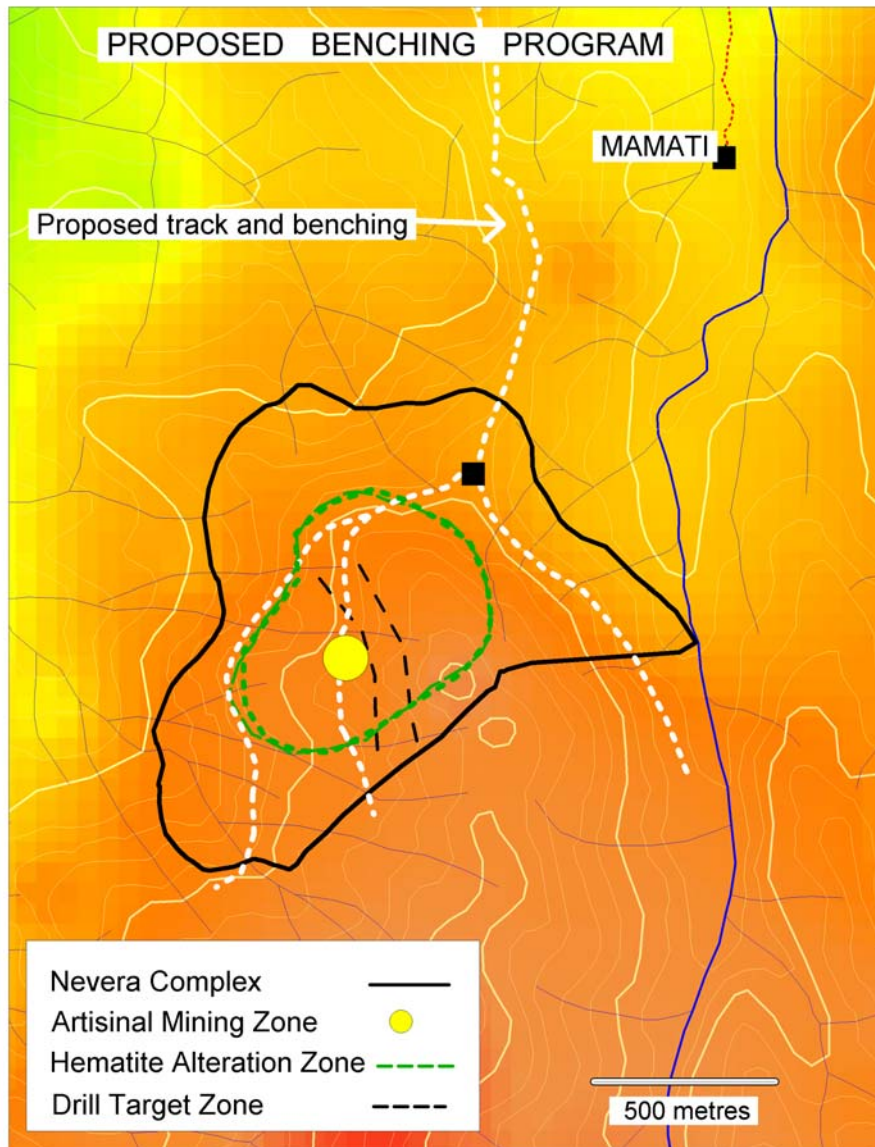 PROPOSED BENCHING PROGRAM
MAMATI
Proposed track and benching
Nevera Complex
Artisinal Mining Zone
Hematite Alteration Zone
Drill Target Zone
500 metres